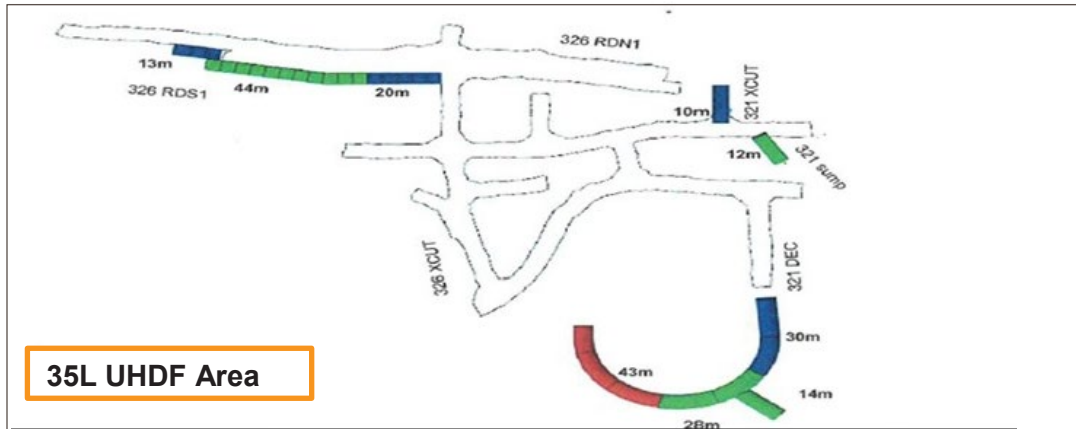 326 RDN1
13m
326 RDS1
44m
20m
10m
321 XCUT
12m
321 sump
326 XCUT
321 DEC
30m
43m
14m
28m
35L UHDF Area